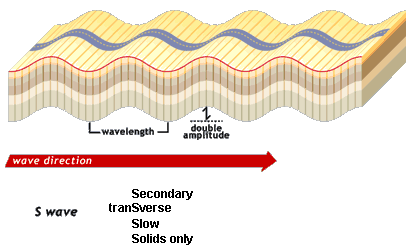 wavelength
double
amplitude
wave direction
S wave
Secondary
tranSverse
Slow
Solids only